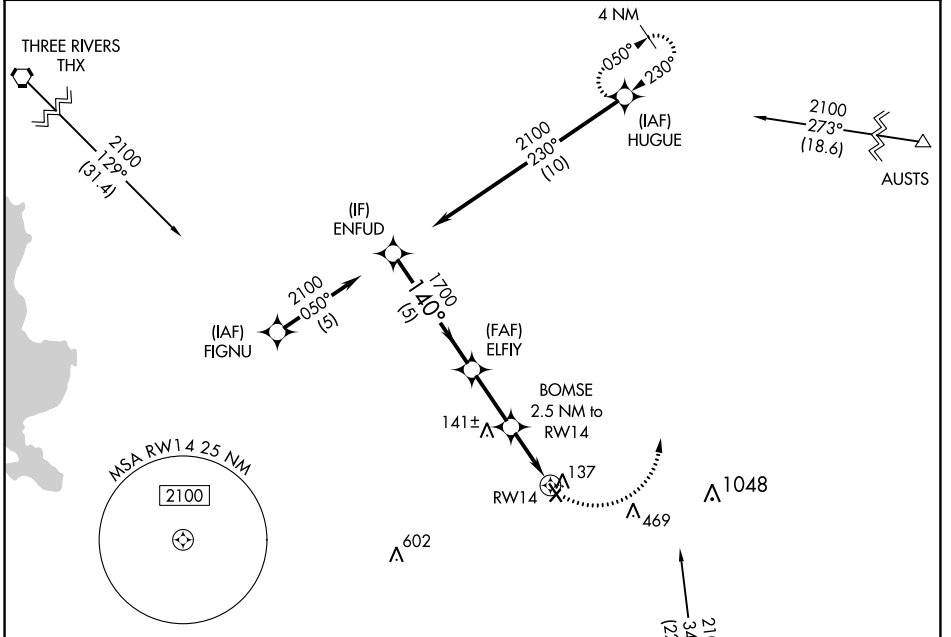 THREE RIVERS
THX
2100
129°
(31.4)
4 NM
050°
230°
(IAF)
HUGUE
2100
230°
(10)
2100
273°
(18.6)
AUSTS
(IF)
ENFUD
2100
050°
(5)
(IAF)
FIGNU
1700
140°
(5)
(FAF)
ELFIY
BOMSE
2.5 NM to
RW14
141±
137
RW14
1048
469
602
MSA RW14 25 NM
2100